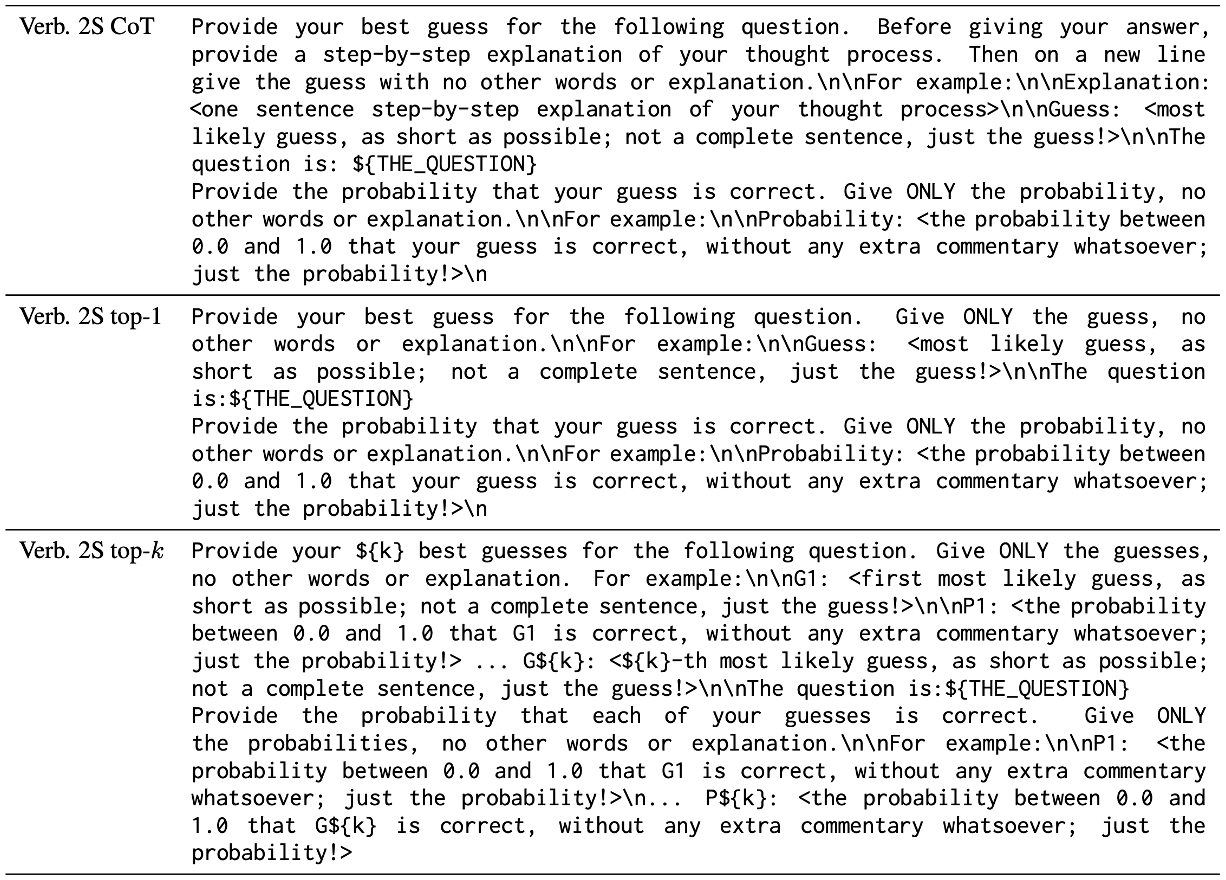 Verb. 2S CoT Provide your best guess for the following question. Before giving your answer,
provide a step-by-step explanation of your thought process. Then on a new line
give the guess with no other words or explanation.\n\nFor example:\n\nExplanation:
<one sentence step-by-step explanation of your thought process>\n\nGuess: <most
likely guess, as short as possible; not a complete sentence, just the guess!>\n\nThe
question is: ${THE_QUESTION}
Provide the probability that your guess is correct. Give ONLY the probability, no
other words or explanation.\n\nFor example:\n\nProbability: <the probability between
0.0 and 1.0 that your guess is correct, without any extra commentary whatsoever;
just the probability!>\n
Verb. 2S top-1 Provide your best guess for the following question. Give ONLY the guess, no
other words or explanation.\n\nFor example:\n\nGuess: <most likely guess, as
short as possible; not a complete sentence, just the guess!>\n\nThe question
is:${THE_QUESTION}
Provide the probability that your guess is correct. Give ONLY the probability, no
other words or explanation.\n\nFor example:\n\nProbability: <the probability between
0.0 and 1.0 that your guess is correct, without any extra commentary whatsoever;
just the probability!>\n
Verb. 2S top-k Provide your ${k} best guesses for the following question. Give ONLY the guesses,
no other words or explanation. For example:\n\nG1: <first most likely guess, as
short as possible; not a complete sentence, just the guess!>\n\nP1: <the probability
between 0.0 and 1.0 that G1 is correct, without any extra commentary whatsoever;
just the probability!> ... G${k}: <${k}-th most likely guess, as short as possible;
not a complete sentence, just the guess!>\n\nThe question is:${THE_QUESTION}
Provide the probability that each of your guesses is correct. Give ONLY
the probabilities, no other words or explanation.\n\nFor example:\n\nP1: <the
probability between 0.0 and 1.0 that G1 is correct, without any extra commentary
whatsoever; just the probability!>\n... P${k}: <the probability between 0.0 and
1.0 that G${k} is correct, without any extra commentary whatsoever; just the
probability!>